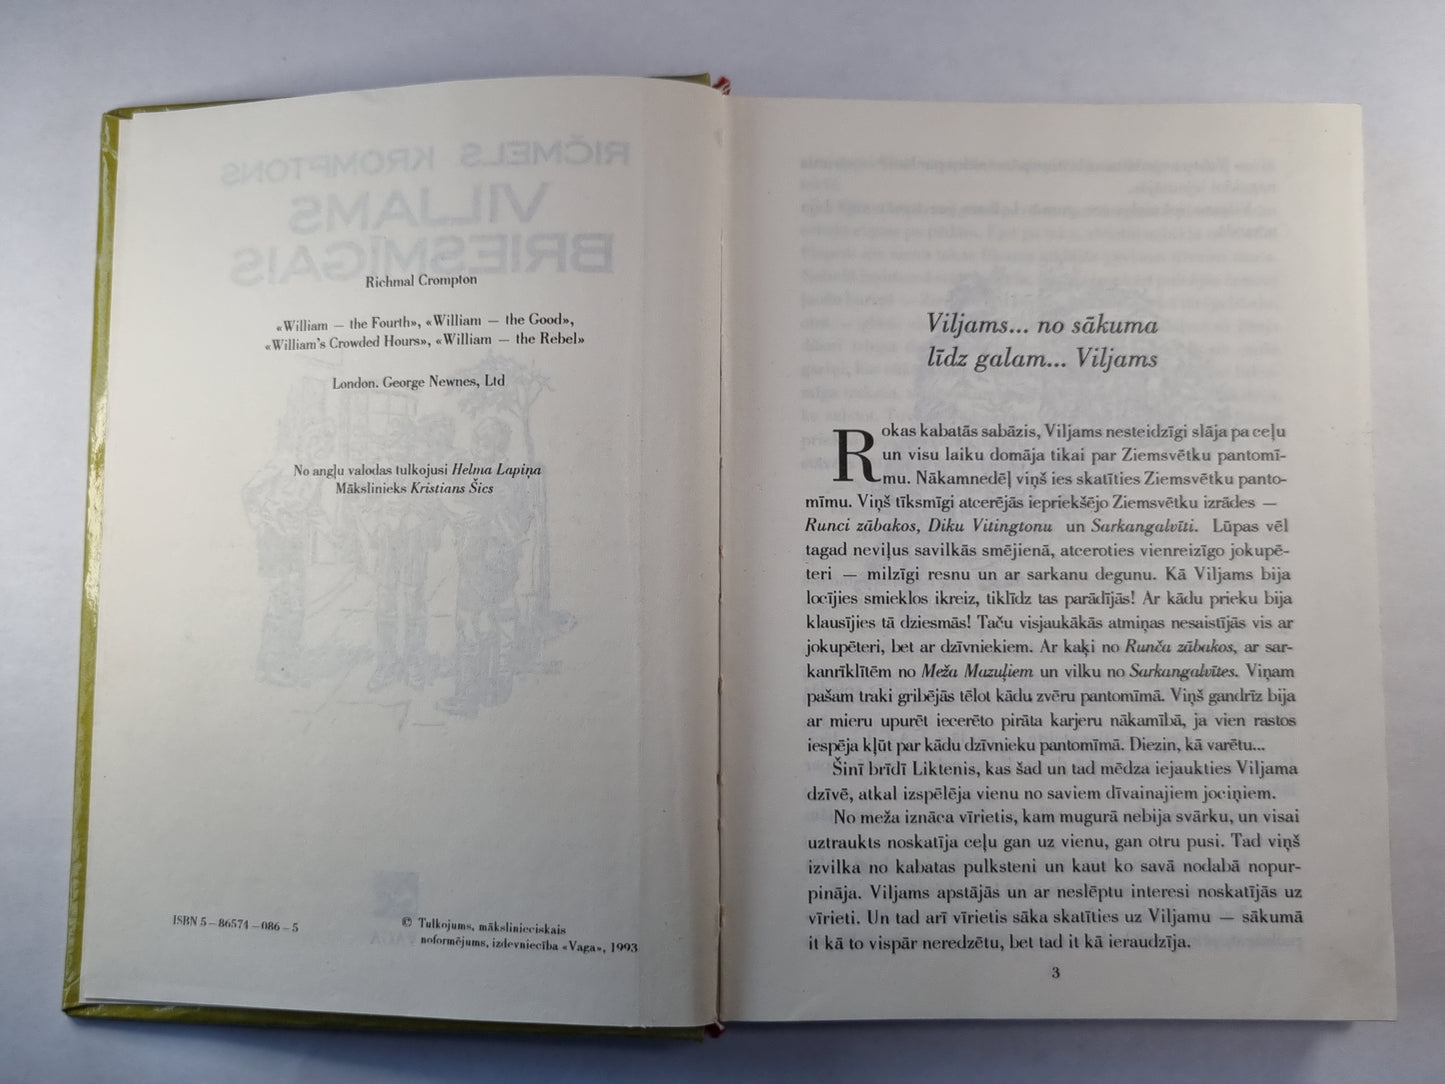 RIČMELS KROMPTONS
VILJAMS
BRIESMĪGAIS
Richmal Crompton
«William — the Fourth», «William — the Good»,
«William's Crowded Hours», «William — the Rebel»
London. George Newnes, Ltd
No angļu valodas tulkojusi Helma Lapiņa
Mākslinieks Kristians Šics
ISBN 5–86574–086–5
© Tulkojums, mākslinieciskais
noformējums, izdevniecība «Vaga», 1993
Viljams... no sākuma
līdz galam... Viljams
Rokas kabatās sabāzis, Viljams nesteidzīgi slāja pa ceļu
un visu laiku domāja tikai par Ziemsvētku pantomī-
mu. Nākamnedēļ viņš ies skatīties Ziemsvētku panto-
mīmu. Viņš tīksmīgi atcerējās iepriekšējo Ziemsvētku izrādes —
Runci zābakos, Diku Vitingtonu un Sarkangalvīti. Lūpas vēl
tagad neviļus savilkās smējienā, atceroties vienreizīgo jokupē-
teri — milzīgi resnu un ar sarkanu degunu. Kā Viljams bija
locījies smieklos ikreiz, tiklīdz tas parādījās! Ar kādu prieku bija
klausījies tā dziesmās! Taču visjaukākās atmiņas nesaistījās vis ar
jokupēteri, bet ar dzīvniekiem. Ar kaķi no Runča zābakos, ar sar-
kanrīklītēm no Meža Mazuļiem un vilku no Sarkangalvītes. Viņam
pašam traki gribējās tēlot kādu zvēru pantomīmā. Viņš gandrīz bija
ar mieru upurēt iecerēto pirāta karjeru nākamībā, ja vien rastos
iespēja kļūt par kādu dzīvnieku pantomīmā. Diezin, kā varētu...
Šinī brīdī Liktenis, kas šad un tad mēdza iejaukties Viljama
dzīvē, atkal izspēlēja vienu no saviem dīvainajiem jociņiem.
No meža iznāca vīrietis, kam mugurā nebija svārku, un visai
uztraukts noskatīja ceļu gan uz vienu, gan otru pusi. Tad viņš
izvilka no kabatas pulksteni un kaut ko savā nodabā nopur-
pināja. Viljams apstājās un ar neslēptu interesi noskatījās uz
vīrieti. Un tad arī vīrietis sāka skatīties uz Viljamu — sākumā
it kā to vispār neredzētu, bet tad it kā ieraudzīja.
3